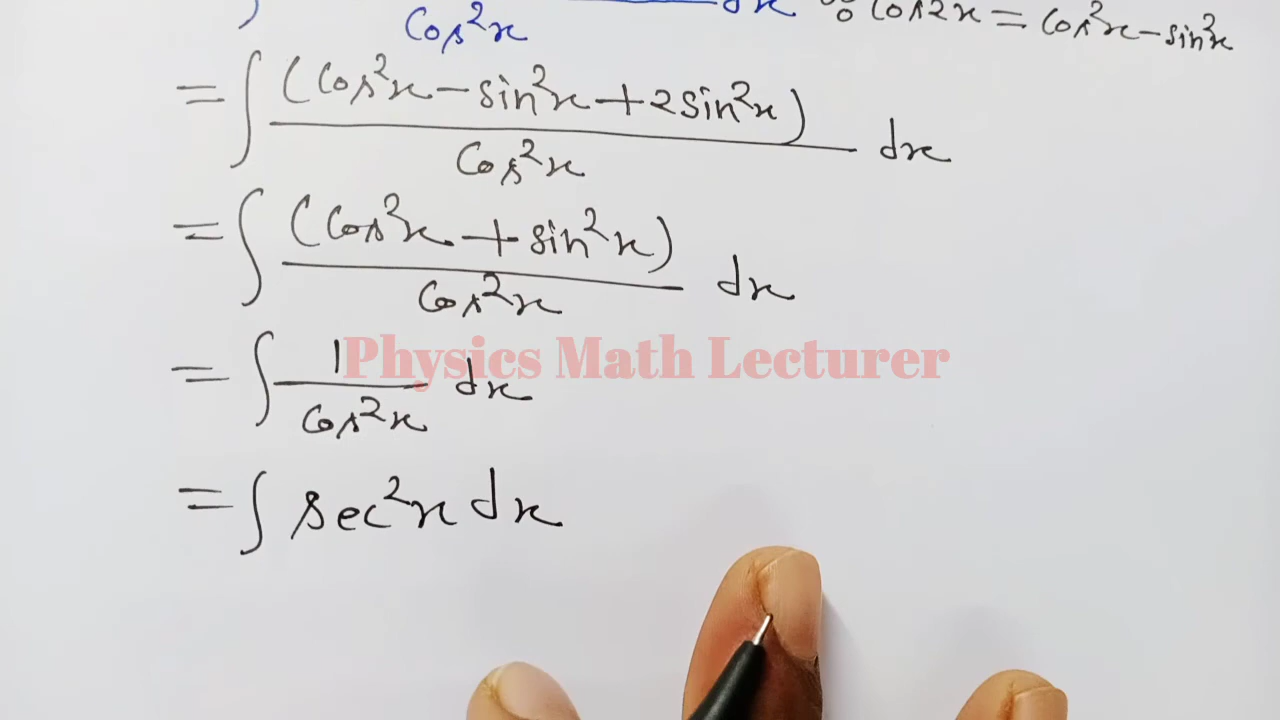 ∫ ——— dx ∵ cos2x = cos²x − sin²x
cos²x
= ∫ (cos²x − sin²x + 2sin²x) / cos²x dx
= ∫ (cos²x + sin²x) / cos²x dx
= ∫ 1 / cos²x dx
Physics Math Lecturer
= ∫ sec²x dx